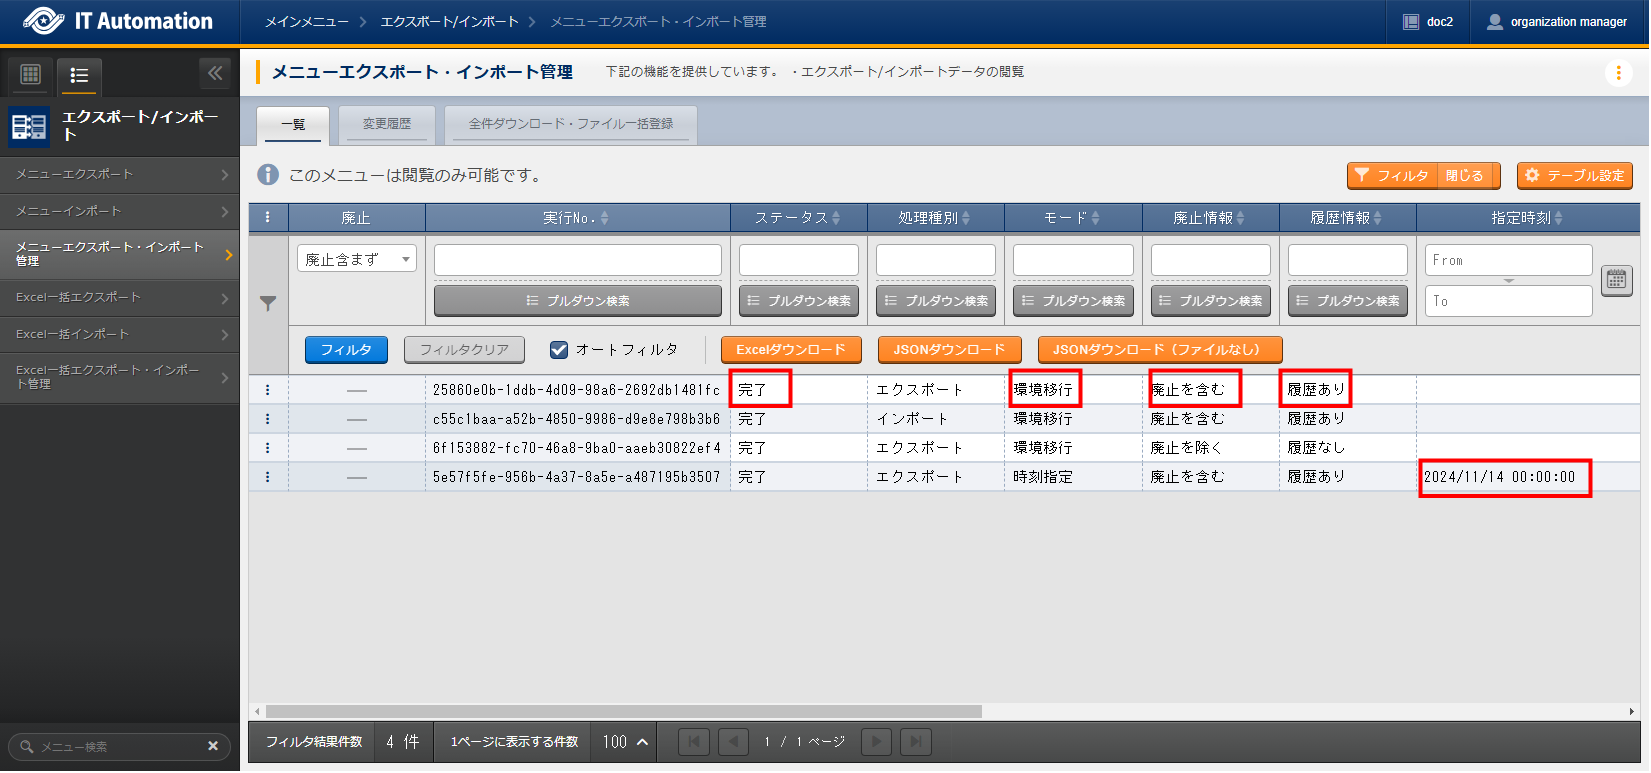 IT Automation
メインメニュー
エクスポート/インポート
メニューエクスポート・インポート管理
doc2
organization manager
エクスポート/インポー
ト
メニューエクスポート
メニューインポート
メニューエクスポート・インポート
管理
Excel一括エクスポート
Excel一括インポート
Excel一括エクスポート・インポー
ト管理
メニュー検索
メニューエクスポート・インポート管理
下記の機能を提供しています。 ・エクスポート/インポートデータの閲覧
一覧
変更履歴
全件ダウンロード・ファイル一括登録
このメニューは閲覧のみ可能です。
フィルタ 閉じる
テーブル設定
廃止 実行No. ステータス 処理種別 モード 廃止情報 履歴情報 指定時刻
廃止含まず From
プルダウン検索 プルダウン検索 プルダウン検索 プルダウン検索 プルダウン検索 プルダウン検索 To
フィルタ フィルタクリア オートフィルタ Excelダウンロード JSONダウンロード JSONダウンロード（ファイルなし）
— 25860e0b-1ddb-4d09-98a6-2692db1481fc 完了 エクスポート 環境移行 廃止を含む 履歴あり
— c55c1baa-a52b-4850-9986-d9e8e798b3b6 完了 インポート 環境移行 廃止を含む 履歴あり
— 6f153882-fc70-46a8-9ba0-aaeb30822ef4 完了 エクスポート 環境移行 廃止を除く 履歴なし
— 5e57f5fe-956b-4a37-8a5e-a487195b3507 完了 エクスポート 時刻指定 廃止を含む 履歴あり 2024/11/14 00:00:00
フィルタ結果件数 4 件 1ページに表示する件数 100 1 / 1 ページ